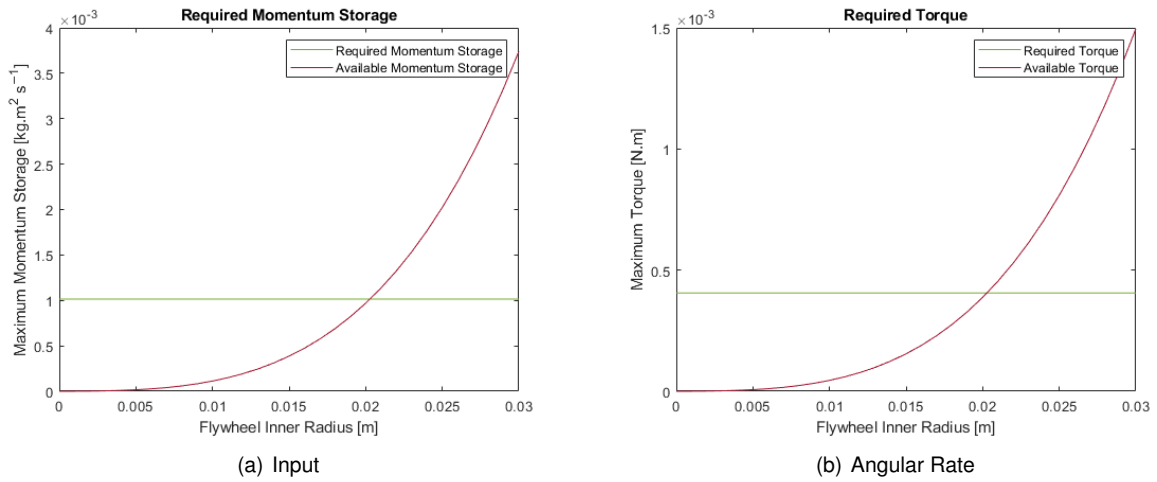 Required Momentum Storage
×10⁻³
4
3.5
3
2.5
2
1.5
1
0.5
0
Maximum Momentum Storage [kg.m² s⁻¹]
Required Momentum Storage
Available Momentum Storage
0 0.005 0.01 0.015 0.02 0.025 0.03
Flywheel Inner Radius [m]
(a) Input
Required Torque
×10⁻³
1.5
1
0.5
0
Maximum Torque [N.m]
Required Torque
Available Torque
0 0.005 0.01 0.015 0.02 0.025 0.03
Flywheel Inner Radius [m]
(b) Angular Rate